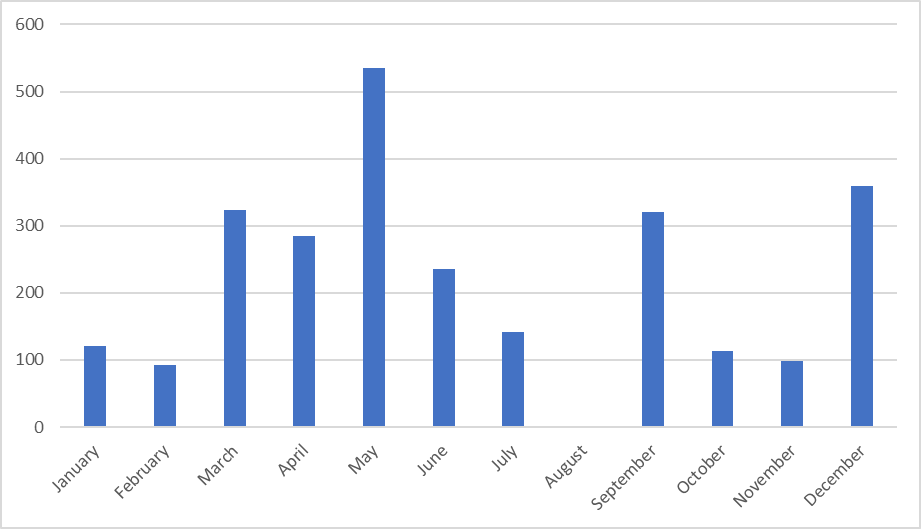 600
500
400
300
200
100
0
January
February
March
April
May
June
July
August
September
October
November
December